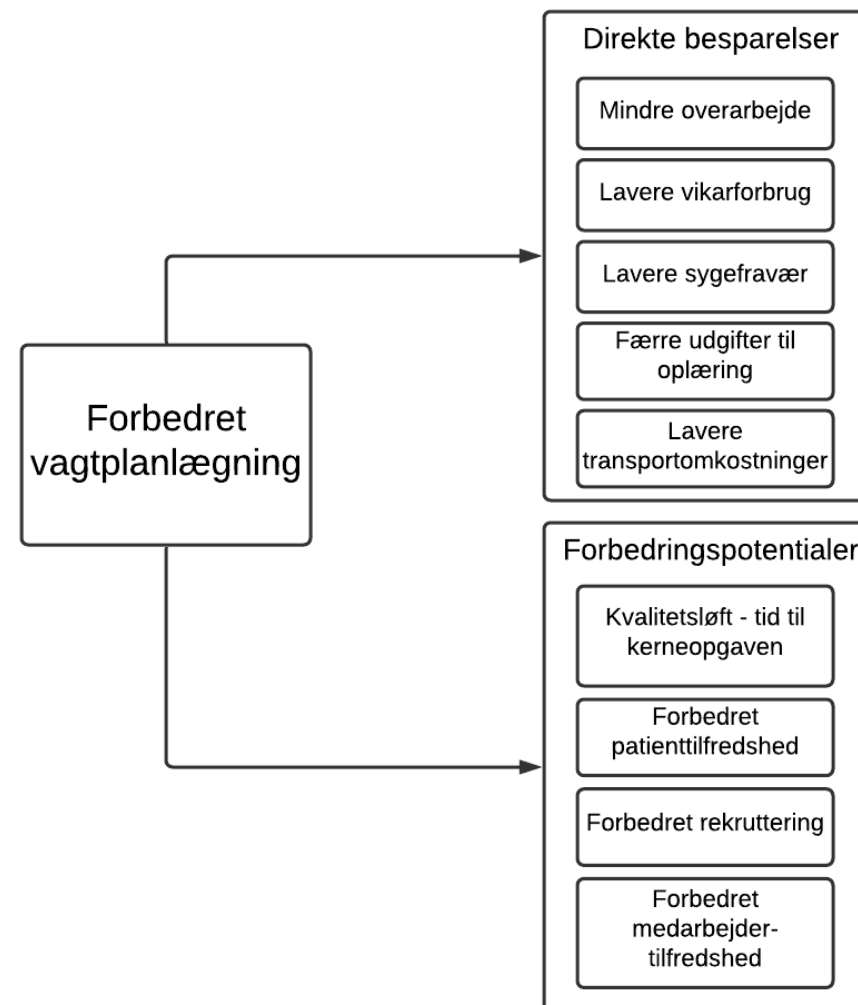 Direkte besparelser
Mindre overarbejde
Lavere vikarforbrug
Lavere sygefravær
Færre udgifter til
oplæring
Lavere
transportomkostninger
Forbedret
vagtplanlægning
Forbedringspotentialer
Kvalitetsløft - tid til
kerneopgaven
Forbedret
patienttilfredshed
Forbedret rekruttering
Forbedret
medarbejder-
tilfredshed